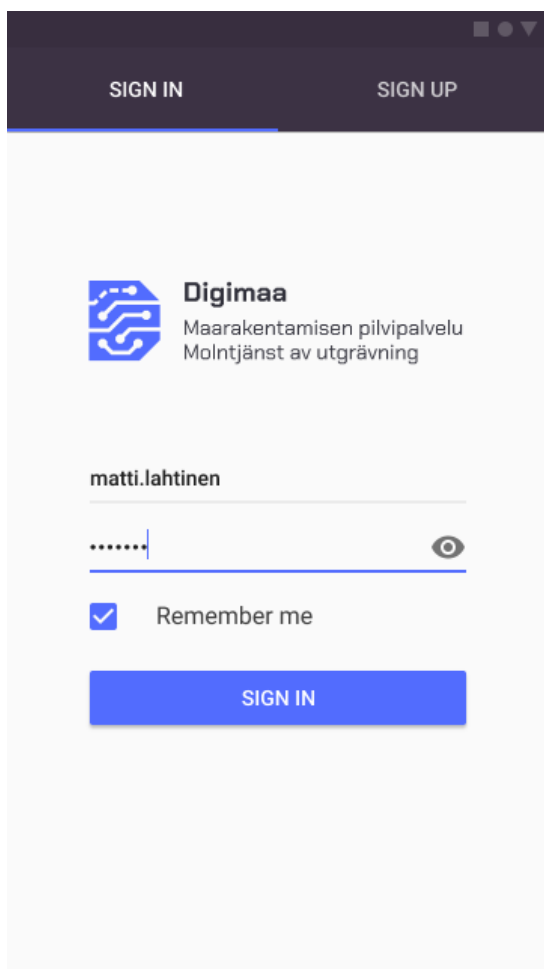 SIGN IN
SIGN UP
Digimaa
Maarakentamisen pilvipalvelu
Molntjänst av utgrävning
matti.lahtinen
•••••••
Remember me
SIGN IN